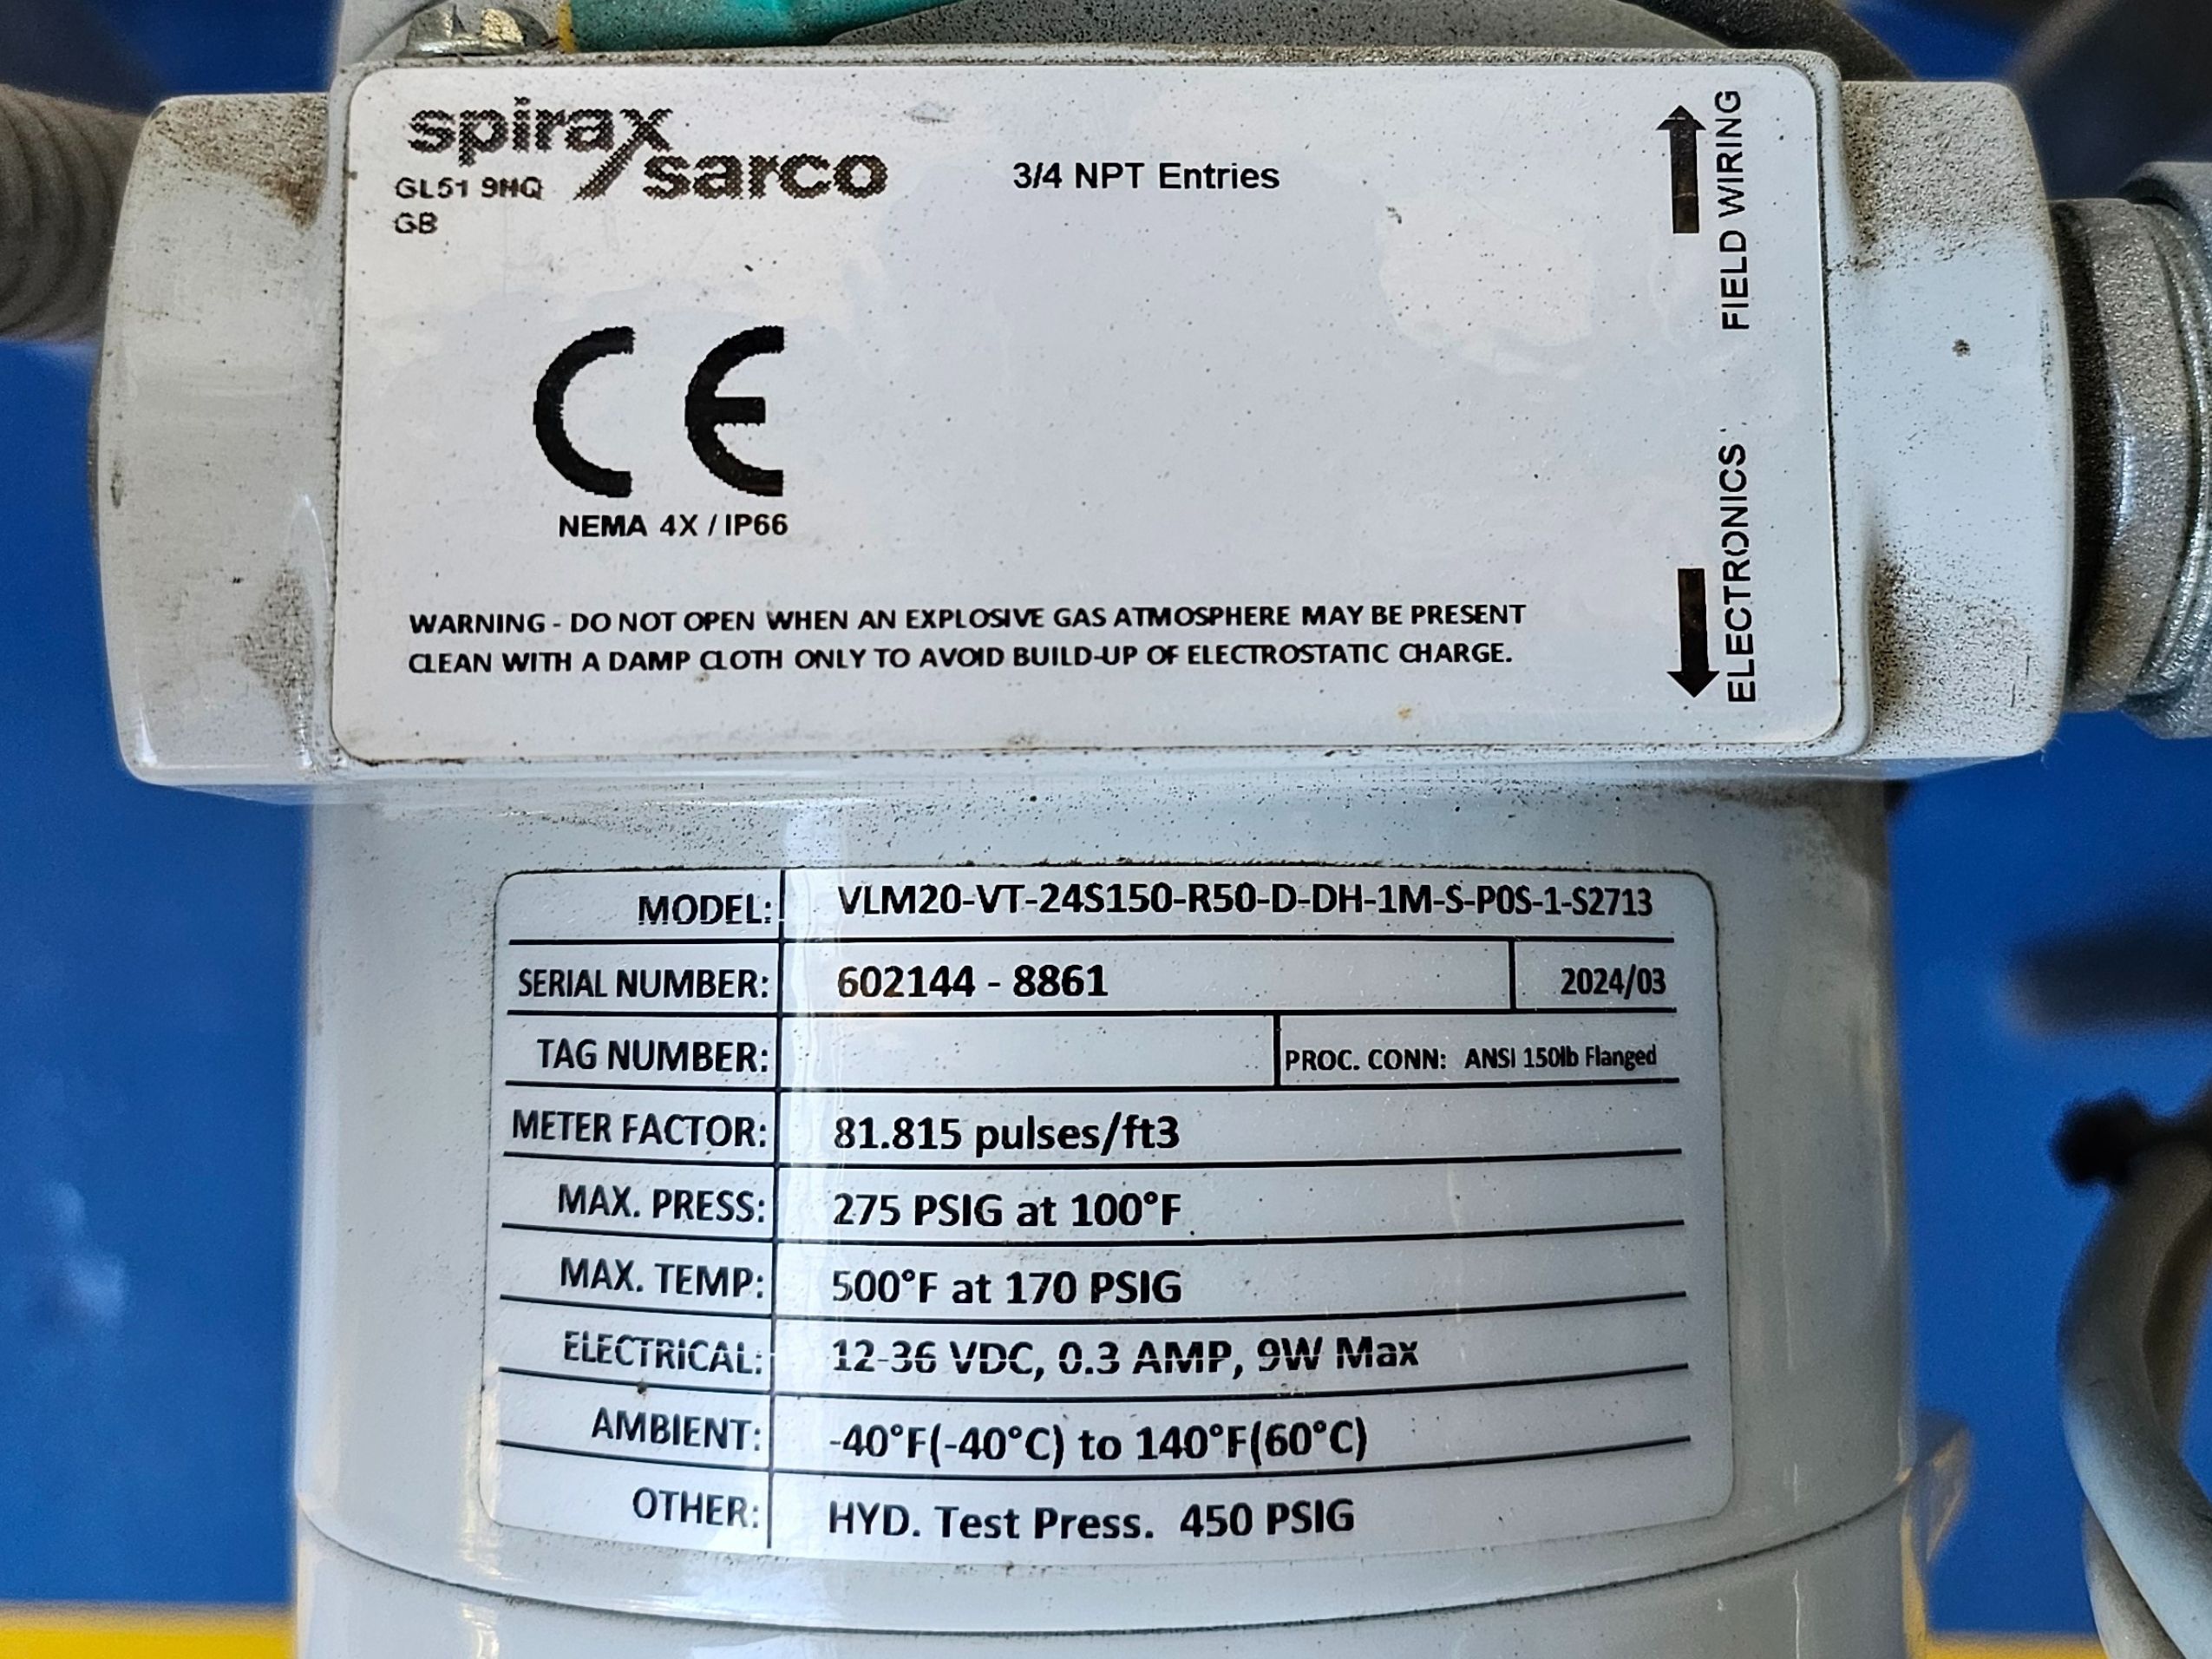 spirax
sarco
GL51 9HQ
GB
3/4 NPT Entries
FIELD WIRING
ELECTRONICS
CE
NEMA 4X / IP66
WARNING - DO NOT OPEN WHEN AN EXPLOSIVE GAS ATMOSPHERE MAY BE PRESENT
CLEAN WITH A DAMP CLOTH ONLY TO AVOID BUILD-UP OF ELECTROSTATIC CHARGE.
MODEL: VLM20-VT-24S150-R50-D-DH-1M-S-P0S-1-S2713
SERIAL NUMBER: 602144 - 8861 2024/03
TAG NUMBER: PROC. CONN: ANSI 150lb Flanged
METER FACTOR: 81.815 pulses/ft3
MAX. PRESS: 275 PSIG at 100°F
MAX. TEMP: 500°F at 170 PSIG
ELECTRICAL: 12-36 VDC, 0.3 AMP, 9W Max
AMBIENT: -40°F(-40°C) to 140°F(60°C)
OTHER: HYD. Test Press. 450 PSIG